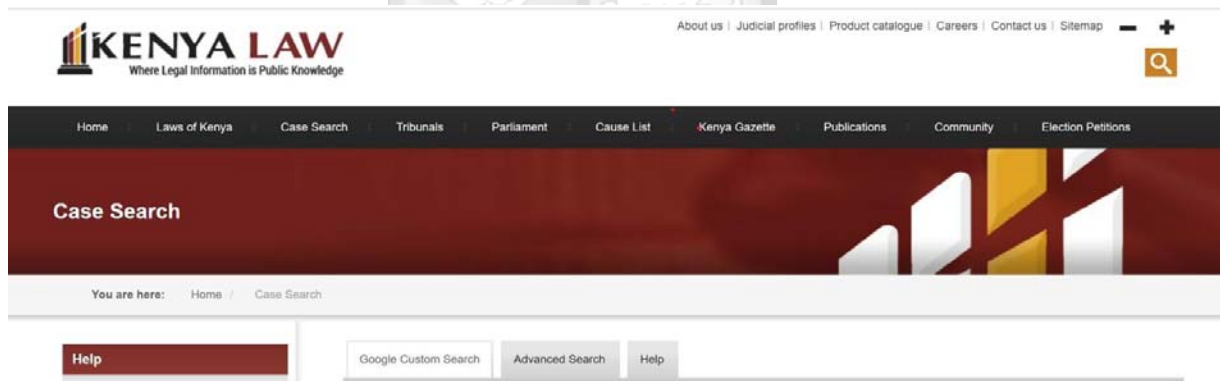 About us | Judicial profiles | Product catalogue | Careers | Contact us | Sitemap
KENYA LAW
Where Legal Information is Public Knowledge
Home Laws of Kenya Case Search Tribunals Parliament Cause List Kenya Gazette Publications Community Election Petitions
Case Search
You are here: Home / Case Search
Help
Google Custom Search Advanced Search Help